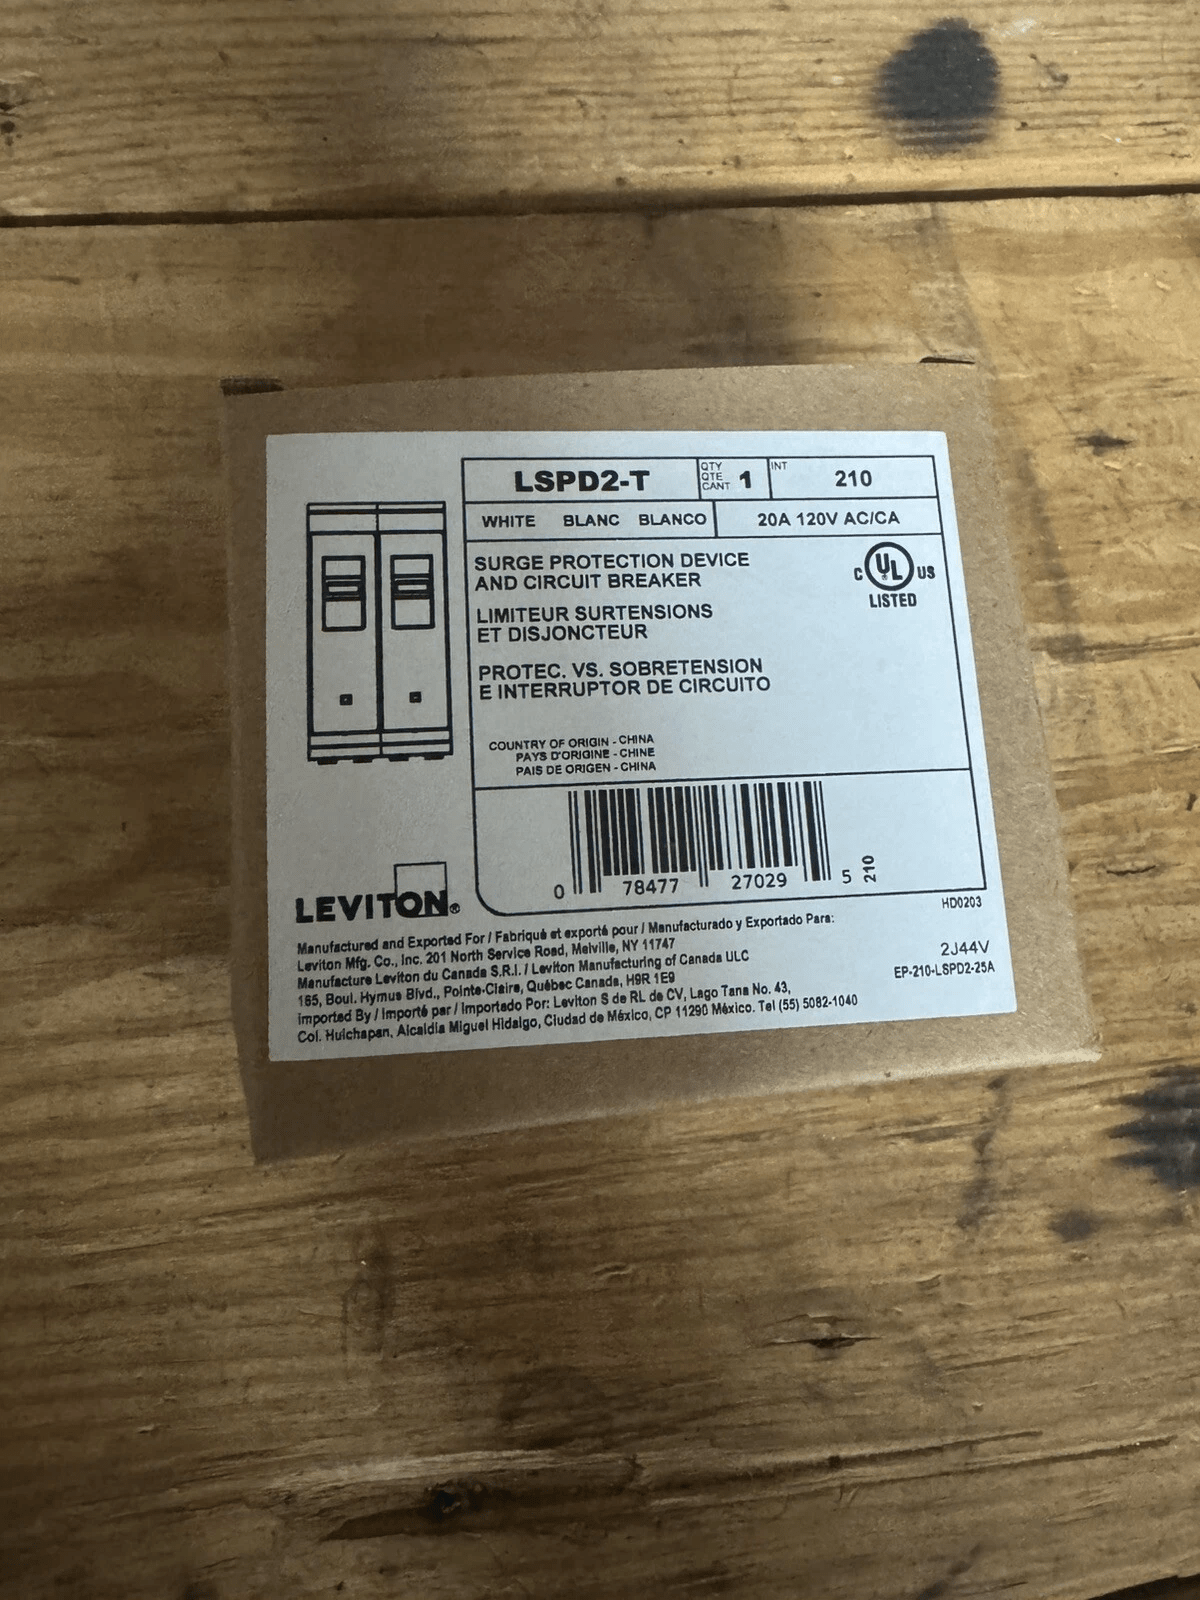 LSPD2-T
QTY
QTE
CANT
1
INT
210
WHITE BLANC BLANCO
20A 120V AC/CA
SURGE PROTECTION DEVICE
AND CIRCUIT BREAKER
C UL US
LISTED
LIMITEUR SURTENSIONS
ET DISJONCTEUR
PROTEC. VS. SOBRETENSION
E INTERRUPTOR DE CIRCUITO
COUNTRY OF ORIGIN - CHINA
PAYS D'ORIGINE - CHINE
PAIS DE ORIGEN - CHINA
0 78477 27029 5
210
LEVITON®
HD0203
Manufactured and Exported For / Fabriqué et exporté pour / Manufacturado y Exportado Para:
Leviton Mfg. Co., Inc. 201 North Service Road, Melville, NY 11747
Manufacture Leviton du Canada S.R.I. / Leviton Manufacturing of Canada ULC
165, Boul. Hymus Blvd., Pointe-Claire, Québec Canada, H9R 1E9
Imported By / Importé par / Importado Por: Leviton S de RL de CV, Lago Tana No. 43,
Col. Huichapan, Alcaldia Miguel Hidalgo, Ciudad de México, CP 11290 México. Tel (55) 5082-1040
2J44V
EP-210-LSPD2-25A